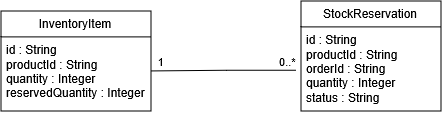 InventoryItem
id : String
productId : String
quantity : Integer
reservedQuantity : Integer
1
0..*
StockReservation
id : String
productId : String
orderId : String
quantity : Integer
status : String